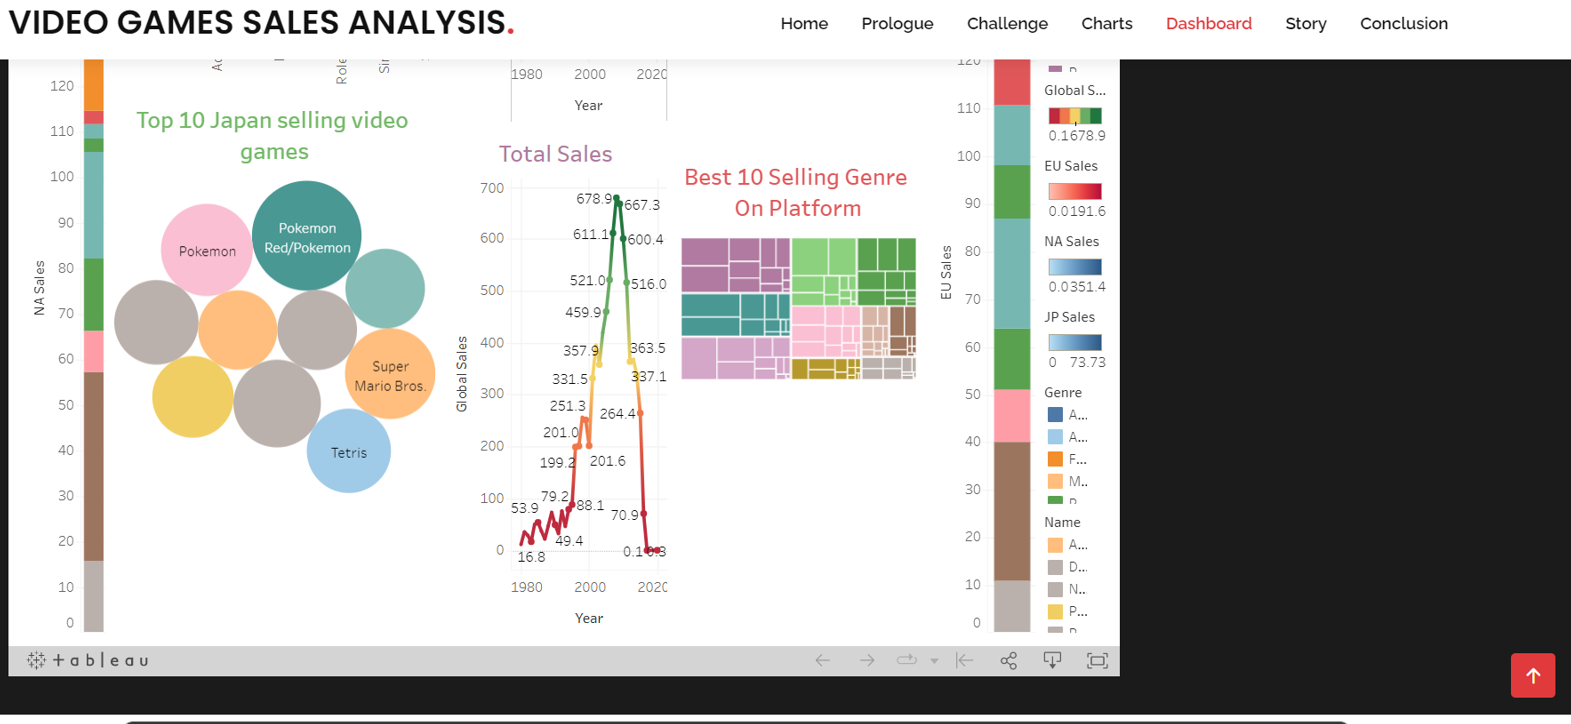 VIDEO GAMES SALES ANALYSIS.
Home Prologue Challenge Charts Dashboard Story Conclusion
NA Sales
120
110
100
90
80
70
60
50
40
30
20
10
0
Top 10 Japan selling video
games
Pokemon
Pokemon
Red/Pokemon
Super
Mario Bros.
Tetris
1980 2000 2020
Year
Total Sales
Global Sales
700
600
500
400
300
200
100
0
678.9
667.3
611.1
600.4
521.0
516.0
459.9
357.9
363.5
331.5
337.1
251.3
264.4
201.0
199.2
201.6
79.2
53.9
88.1
70.9
49.4
16.8
0.1
0.3
1980 2000 2020
Year
Best 10 Selling Genre
On Platform
EU Sales
120
110
100
90
80
70
60
50
40
30
20
10
0
Global S...
0.1678.9
EU Sales
0.0191.6
NA Sales
0.0351.4
JP Sales
0 73.73
Genre
A...
A...
F...
M...
Name
A...
D...
N...
P...
+ableau